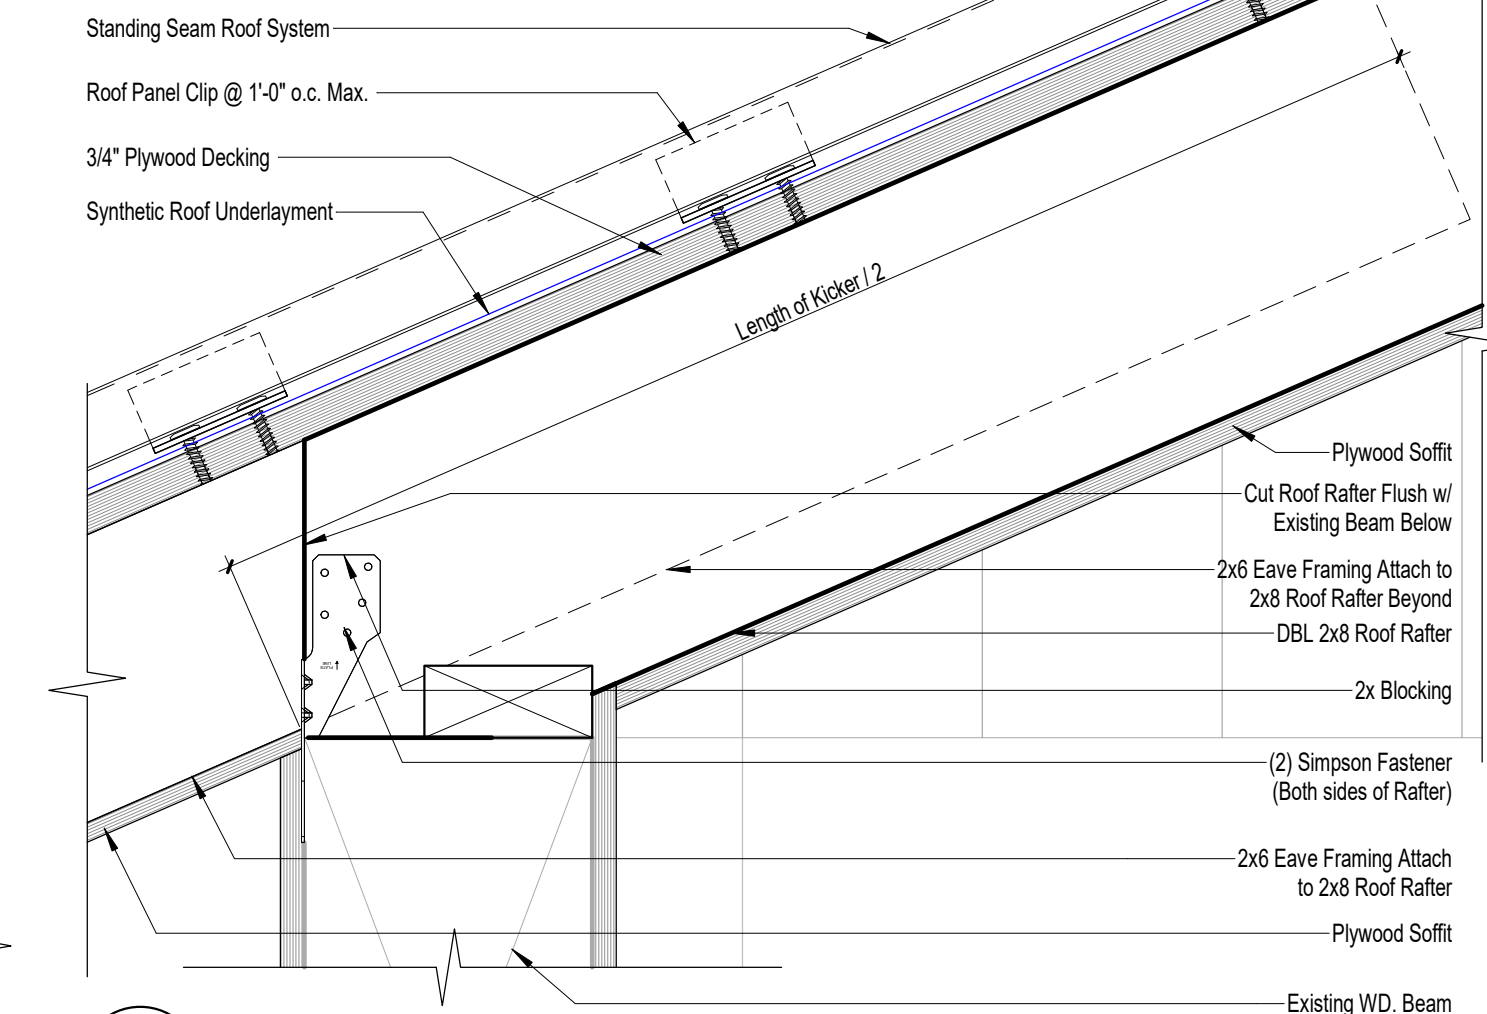 Standing Seam Roof System
Roof Panel Clip @ 1'-0" o.c. Max.
3/4" Plywood Decking
Synthetic Roof Underlayment
Length of Kicker / 2
Plywood Soffit
Cut Roof Rafter Flush w/
Existing Beam Below
2x6 Eave Framing Attach to
2x8 Roof Rafter Beyond
DBL 2x8 Roof Rafter
PLATE
LINE
2x Blocking
(2) Simpson Fastener
(Both sides of Rafter)
2x6 Eave Framing Attach
to 2x8 Roof Rafter
Plywood Soffit
Existing WD. Beam